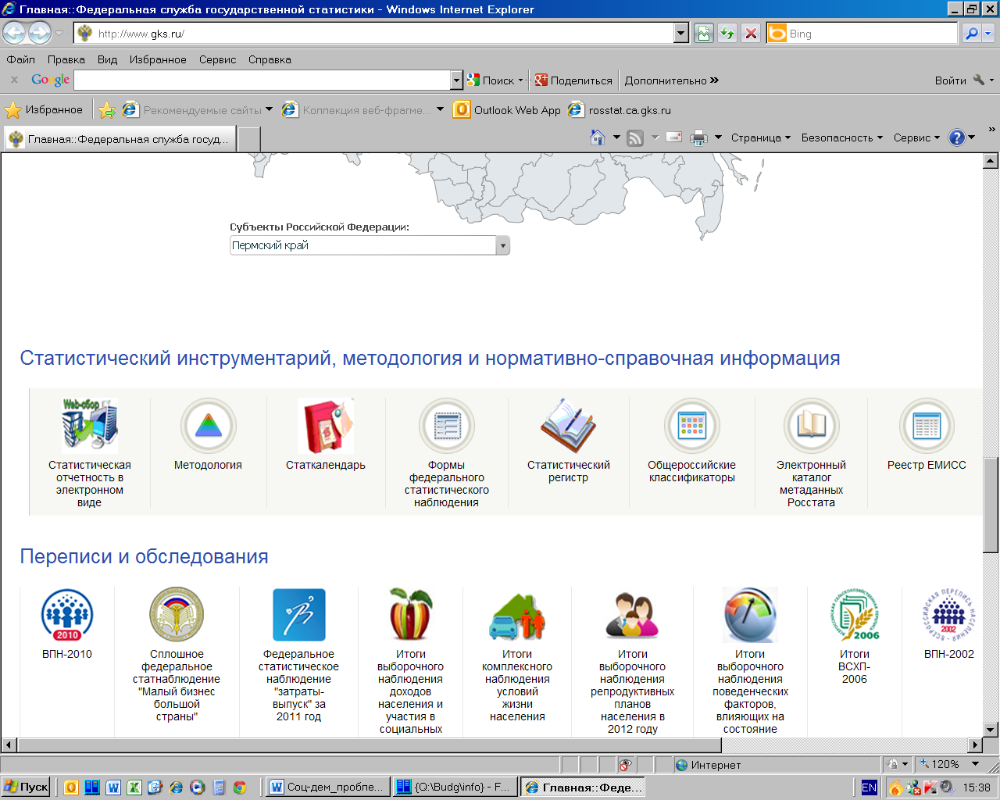 Главная::Федеральная служба государственной статистики - Windows Internet Explorer
http://www.gks.ru/
Bing
Файл Правка Вид Избранное Сервис Справка
x Google Поиск Поделиться Дополнительно Войти
Избранное Рекомендуемые сайты Коллекция веб-фрагме... Outlook Web App rosstat.ca.gks.ru
Главная::Федеральная служба госуд... Страница Безопасность Сервис
Субъекты Российской Федерации:
Пермский край
Статистический инструментарий, методология и нормативно-справочная информация
Web-сбор
Статистическая
отчетность в
электронном
виде
Методология
Статкалендарь
Формы
федерального
статистического
наблюдения
Статистический
регистр
Общероссийские
классификаторы
Электронный
каталог
метаданных
Росстата
Реестр ЕМИСС
Переписи и обследования
2010
ВПН-2010
Сплошное
федеральное
статнаблюдение
"Малый бизнес
большой
страны"
Федеральное
статистическое
наблюдение
"затраты-
выпуск" за
2011 год
Итоги
выборочного
наблюдения
доходов
населения и
участия в
социальных
Итоги
комплексного
наблюдения
условий
жизни
населения
Итоги
выборочного
наблюдения
репродуктивных
планов
населения в
2012 году
Итоги
выборочного
наблюдения
поведенческих
факторов,
влияющих на
состояние
2006
Итоги
ВСХП-
2006
ВСЕРОССИЙСКАЯ ПЕРЕПИСЬ НАСЕЛЕНИЯ
2002
ВПН-2002
Интернет 120%
Пуск Соц-дем_пробле... {Q:\Budg\info} - F... Главная::Феде... EN 15:38